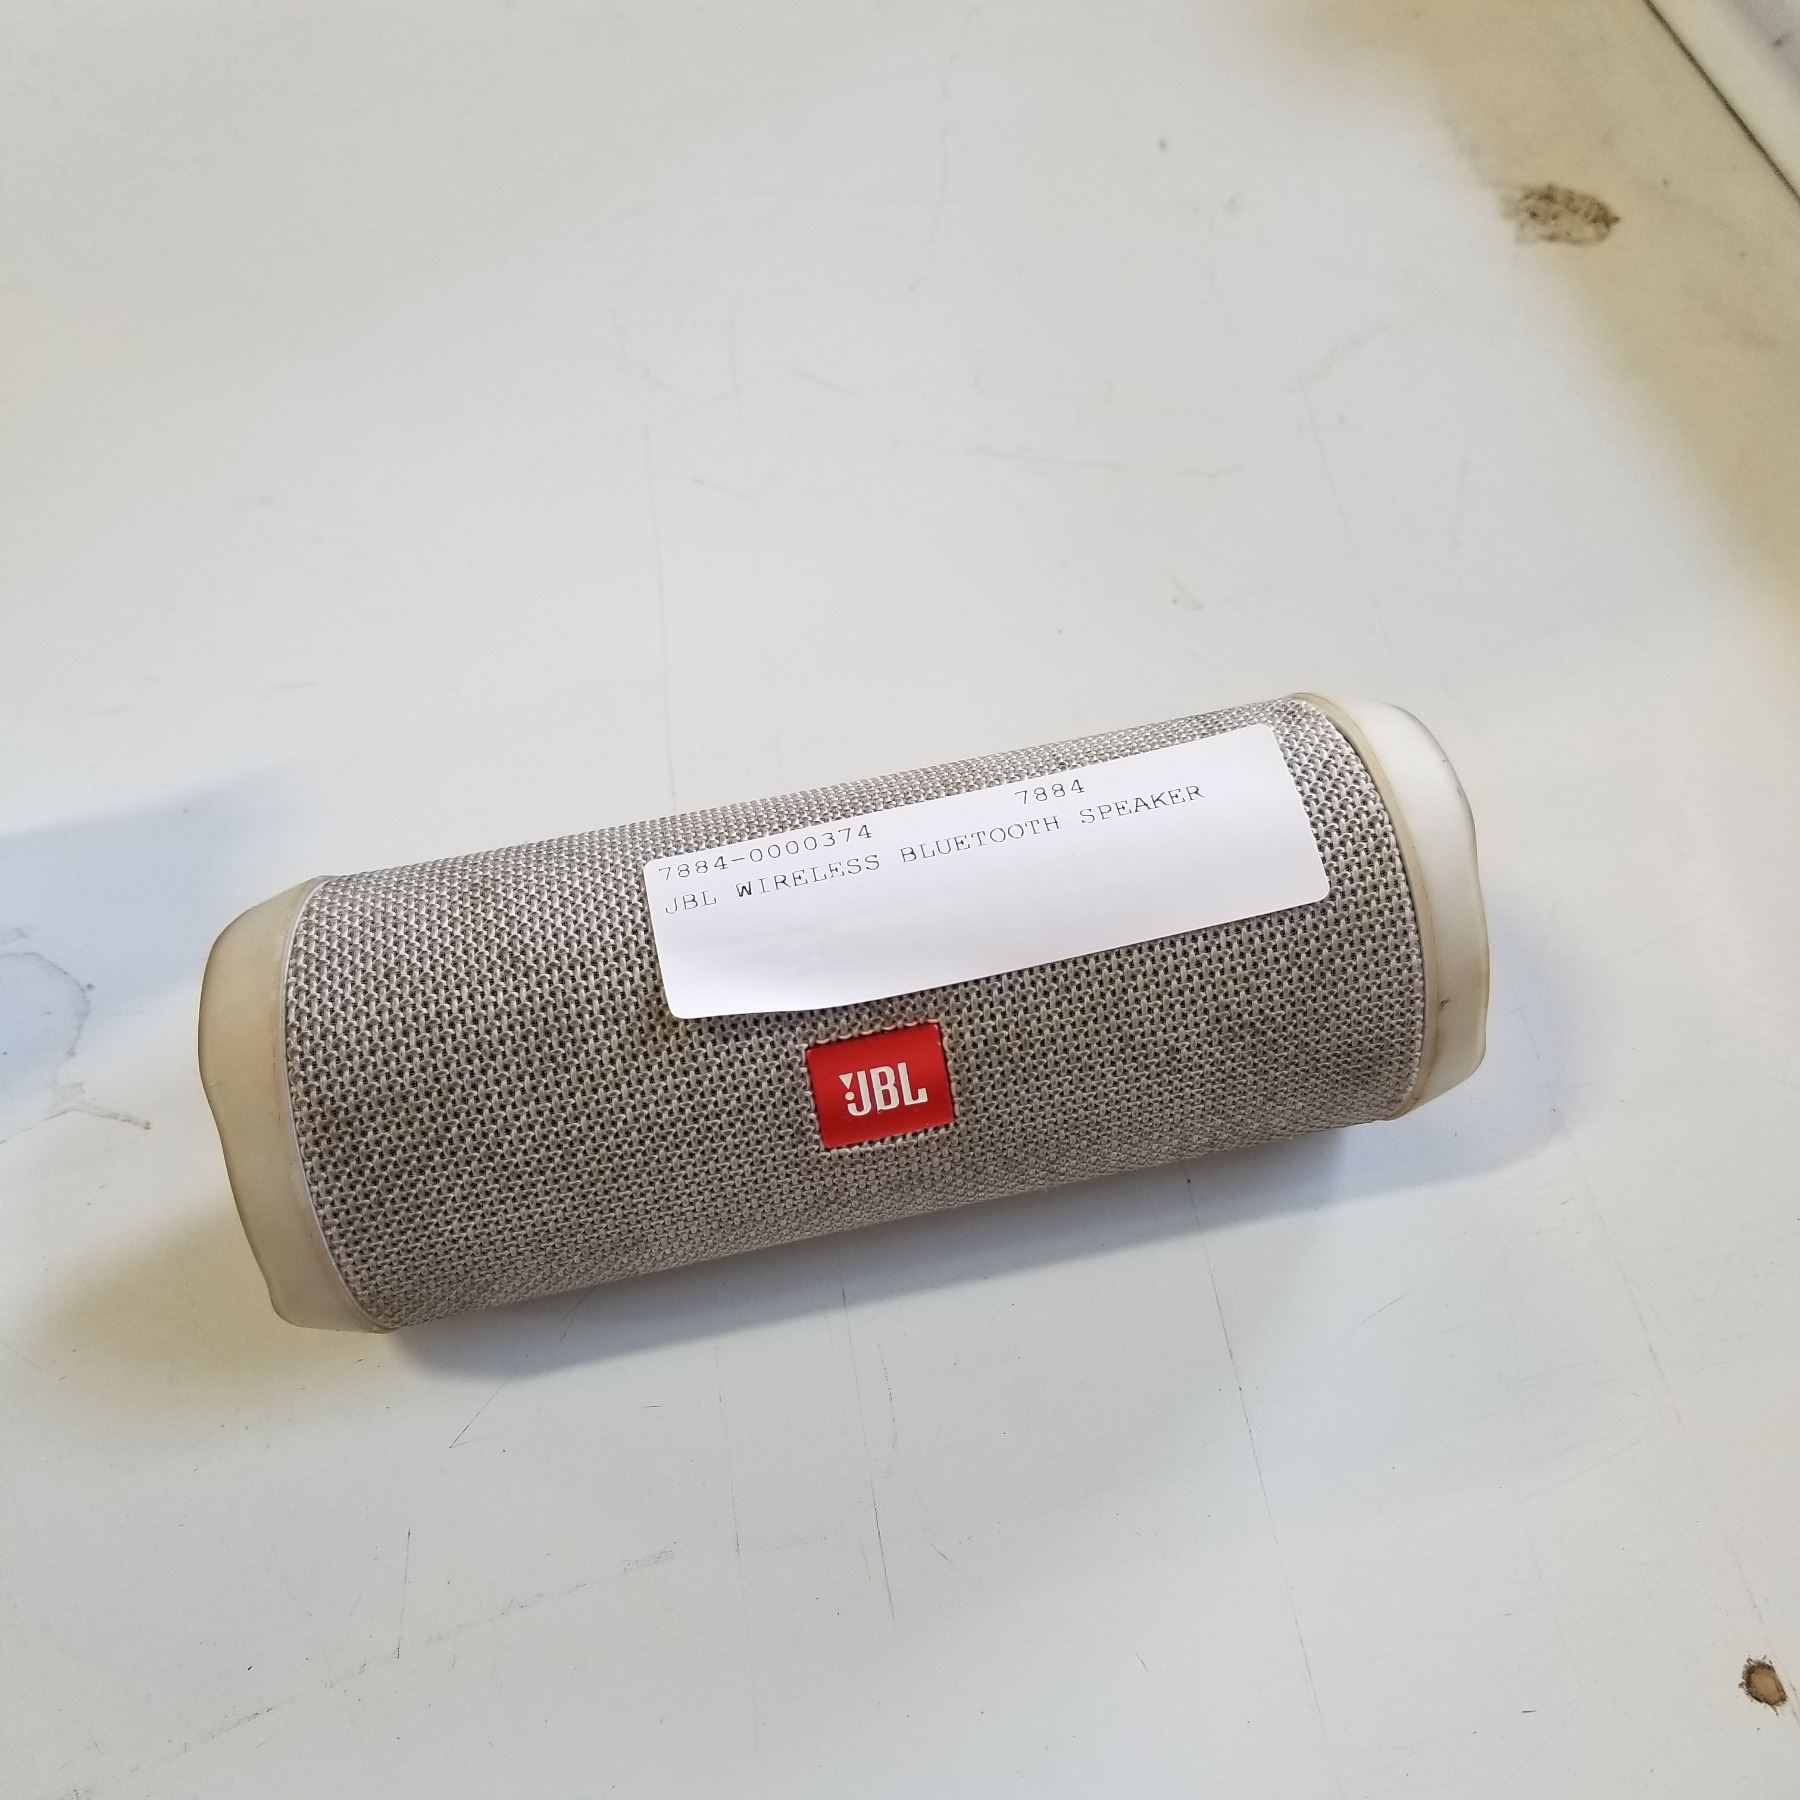 7884
7884-0000374
JBL WIRELESS BLUETOOTH SPEAKER
JBL